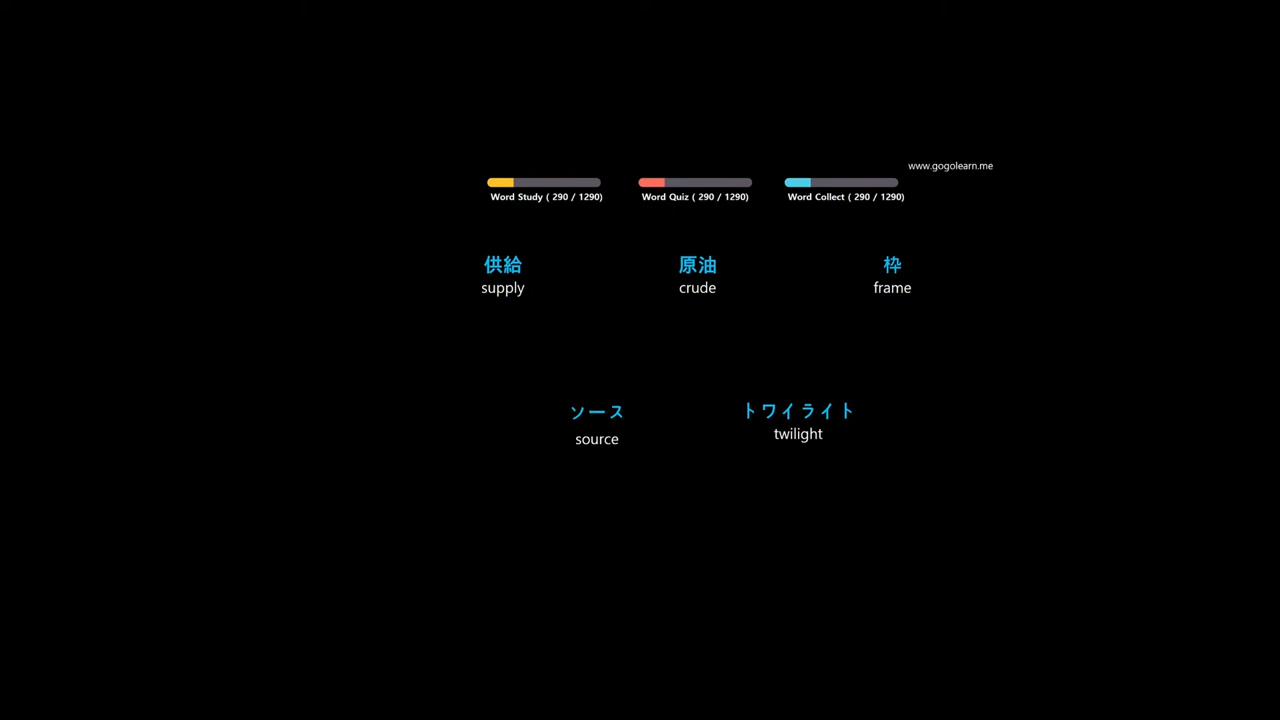 www.gogolearn.me
Word Study ( 290 / 1290)
Word Quiz ( 290 / 1290)
Word Collect ( 290 / 1290)
供給
supply
原油
crude
枠
frame
ソース
source
トワイライト
twilight